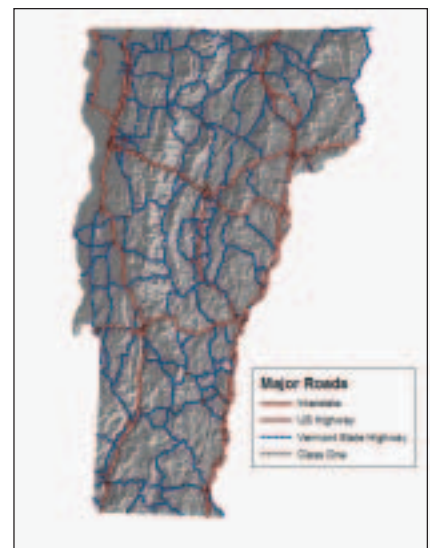 Major Roads
Interstate
US Highway
Vermont State Highway
Class One